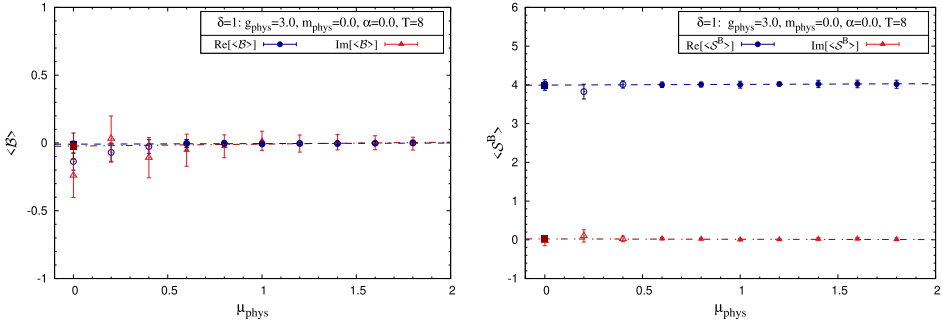 δ=1: g_phys=3.0, m_phys=0.0, α=0.0, T=8
Re[<ℬ>] Im[<ℬ>]
1
0.5
0
-0.5
-1
<ℬ>
0 0.5 1 1.5 2
μ_phys
δ=1: g_phys=3.0, m_phys=0.0, α=0.0, T=8
Re[<𝒮^B>] Im[<𝒮^B>]
5
4
3
2
1
0
-1
<𝒮^B>
0 0.5 1 1.5 2
μ_phys